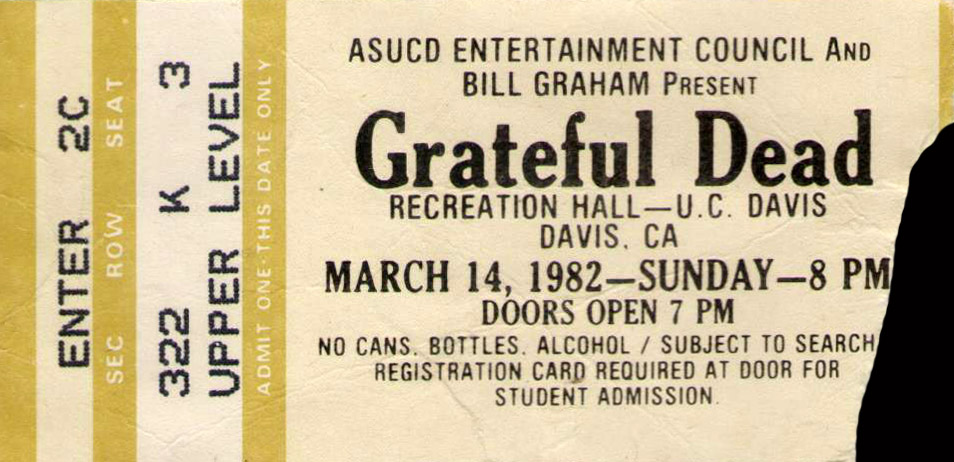 ENTER 2C
SEC ROW SEAT
322 K 3
UPPER LEVEL
ADMIT ONE·THIS DATE ONLY
ASUCD ENTERTAINMENT COUNCIL AND
BILL GRAHAM PRESENT
Grateful Dead
RECREATION HALL—U.C. DAVIS
DAVIS, CA
MARCH 14, 1982—SUNDAY—8 PM
DOORS OPEN 7 PM
NO CANS, BOTTLES, ALCOHOL / SUBJECT TO SEARCH
REGISTRATION CARD REQUIRED AT DOOR FOR
STUDENT ADMISSION.